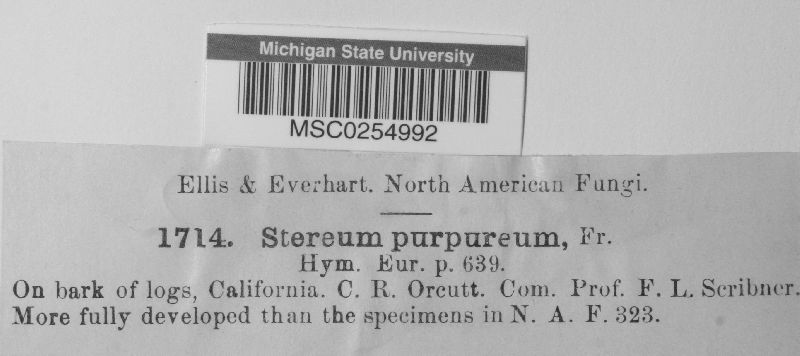 Michigan State University
MSC0254992
Ellis & Everhart. North American Fungi.
1714. Stereum purpureum, Fr.
Hym. Eur. p. 639.
On bark of logs, California. C. R. Orcutt. Com. Prof. F. L. Scribner.
More fully developed than the specimens in N. A. F. 323.